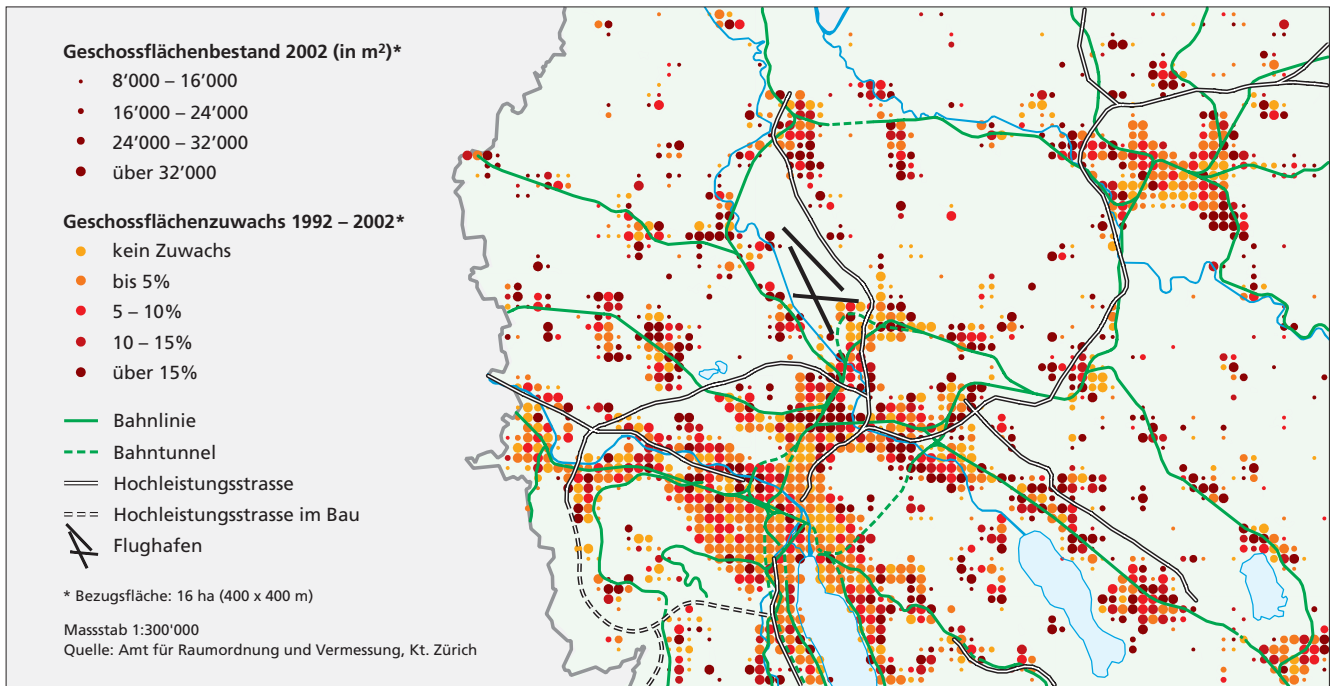 Geschossflächenbestand 2002 (in m²)*
8’000 – 16’000
16’000 – 24’000
24’000 – 32’000
über 32’000
Geschossflächenzuwachs 1992 – 2002*
kein Zuwachs
bis 5%
5 – 10%
10 – 15%
über 15%
Bahnlinie
Bahntunnel
Hochleistungsstrasse
Hochleistungsstrasse im Bau
Flughafen
* Bezugsfläche: 16 ha (400 x 400 m)
Massstab 1:300'000
Quelle: Amt für Raumordnung und Vermessung, Kt. Zürich